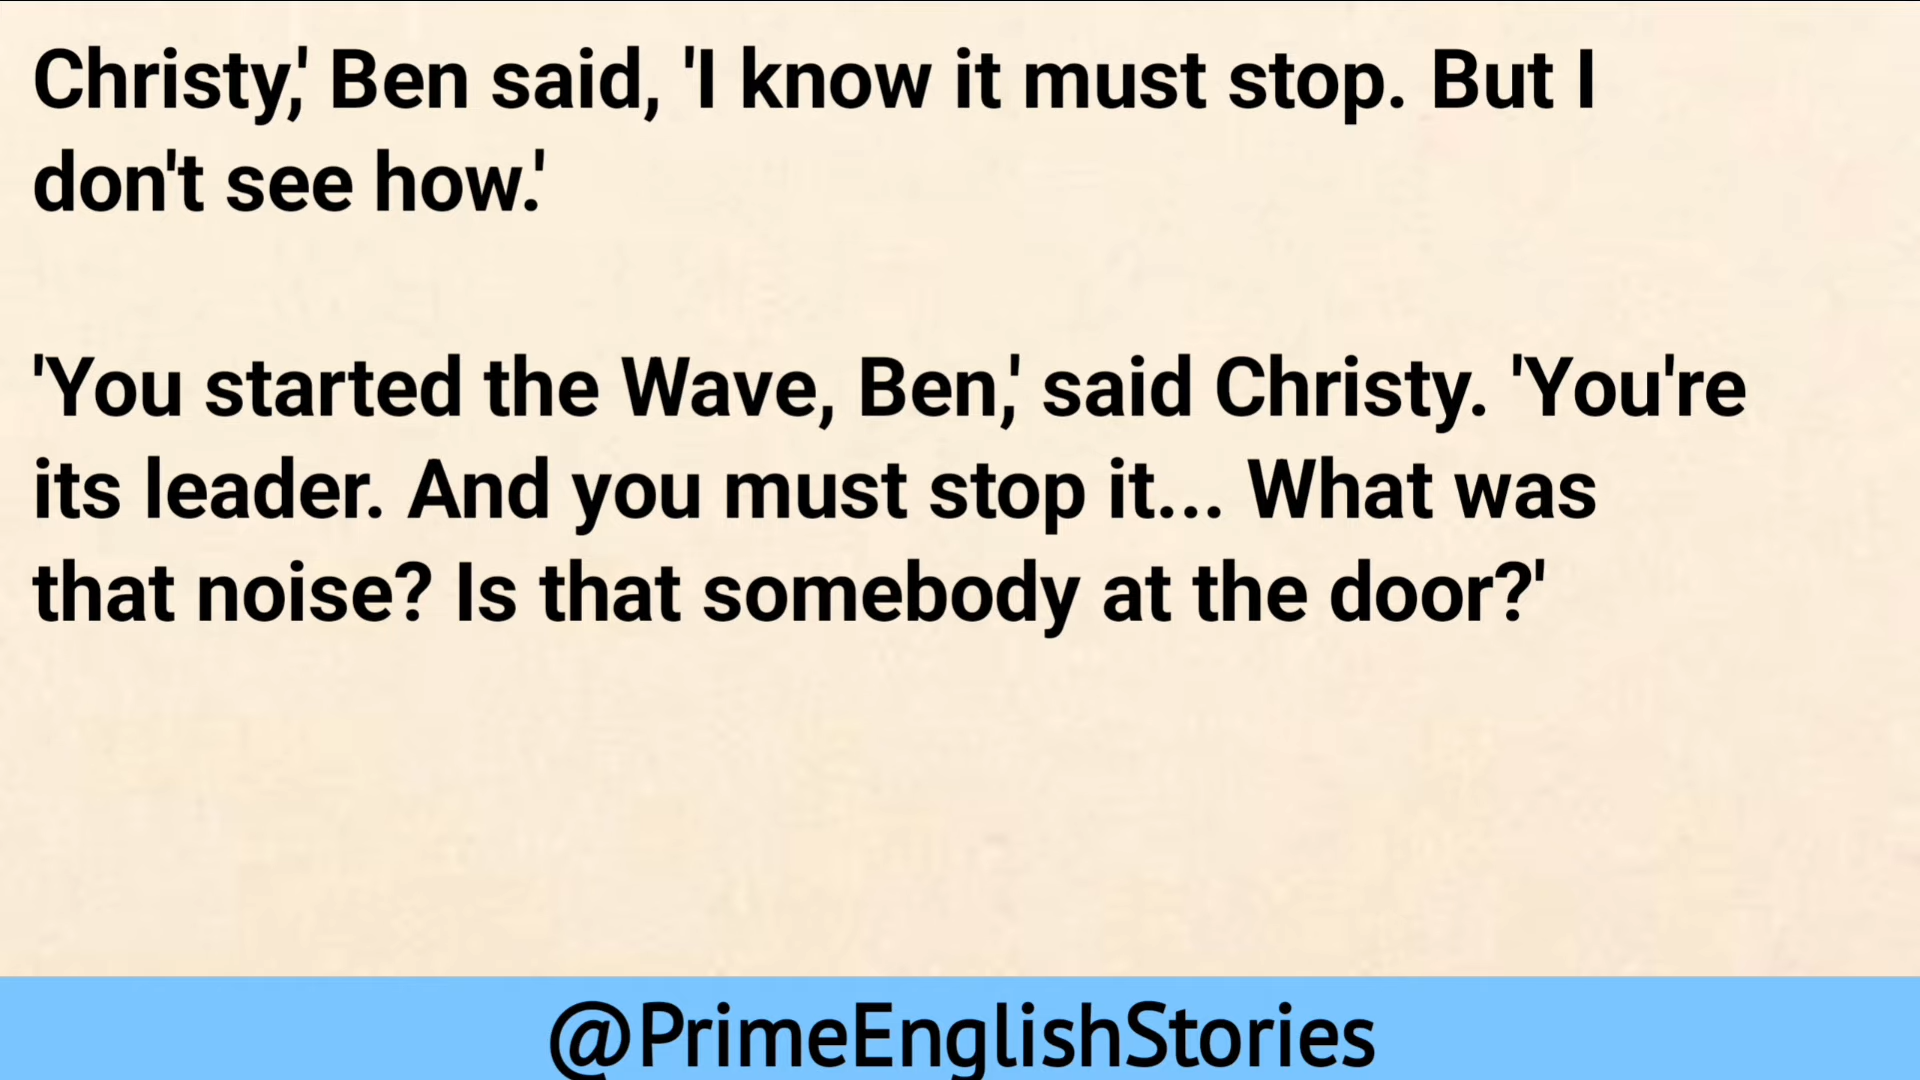 Christy,' Ben said, 'I know it must stop. But I
don't see how.'
'You started the Wave, Ben,' said Christy. 'You're
its leader. And you must stop it... What was
that noise? Is that somebody at the door?'
@PrimeEnglishStories